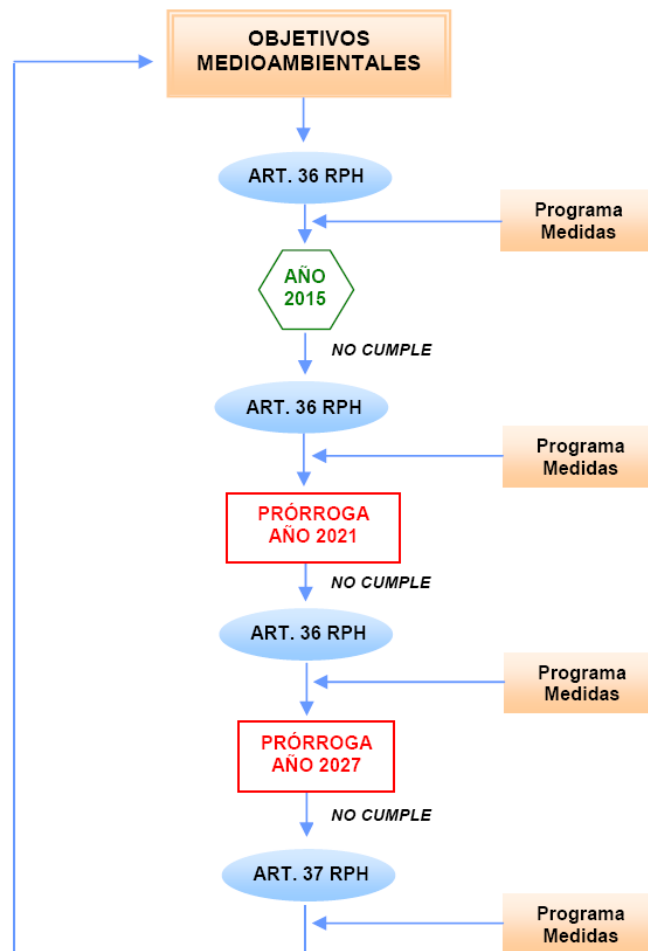 OBJETIVOS
MEDIOAMBIENTALES
ART. 36 RPH
Programa
Medidas
AÑO
2015
NO CUMPLE
ART. 36 RPH
Programa
Medidas
PRÓRROGA
AÑO 2021
NO CUMPLE
ART. 36 RPH
Programa
Medidas
PRÓRROGA
AÑO 2027
NO CUMPLE
ART. 37 RPH
Programa
Medidas